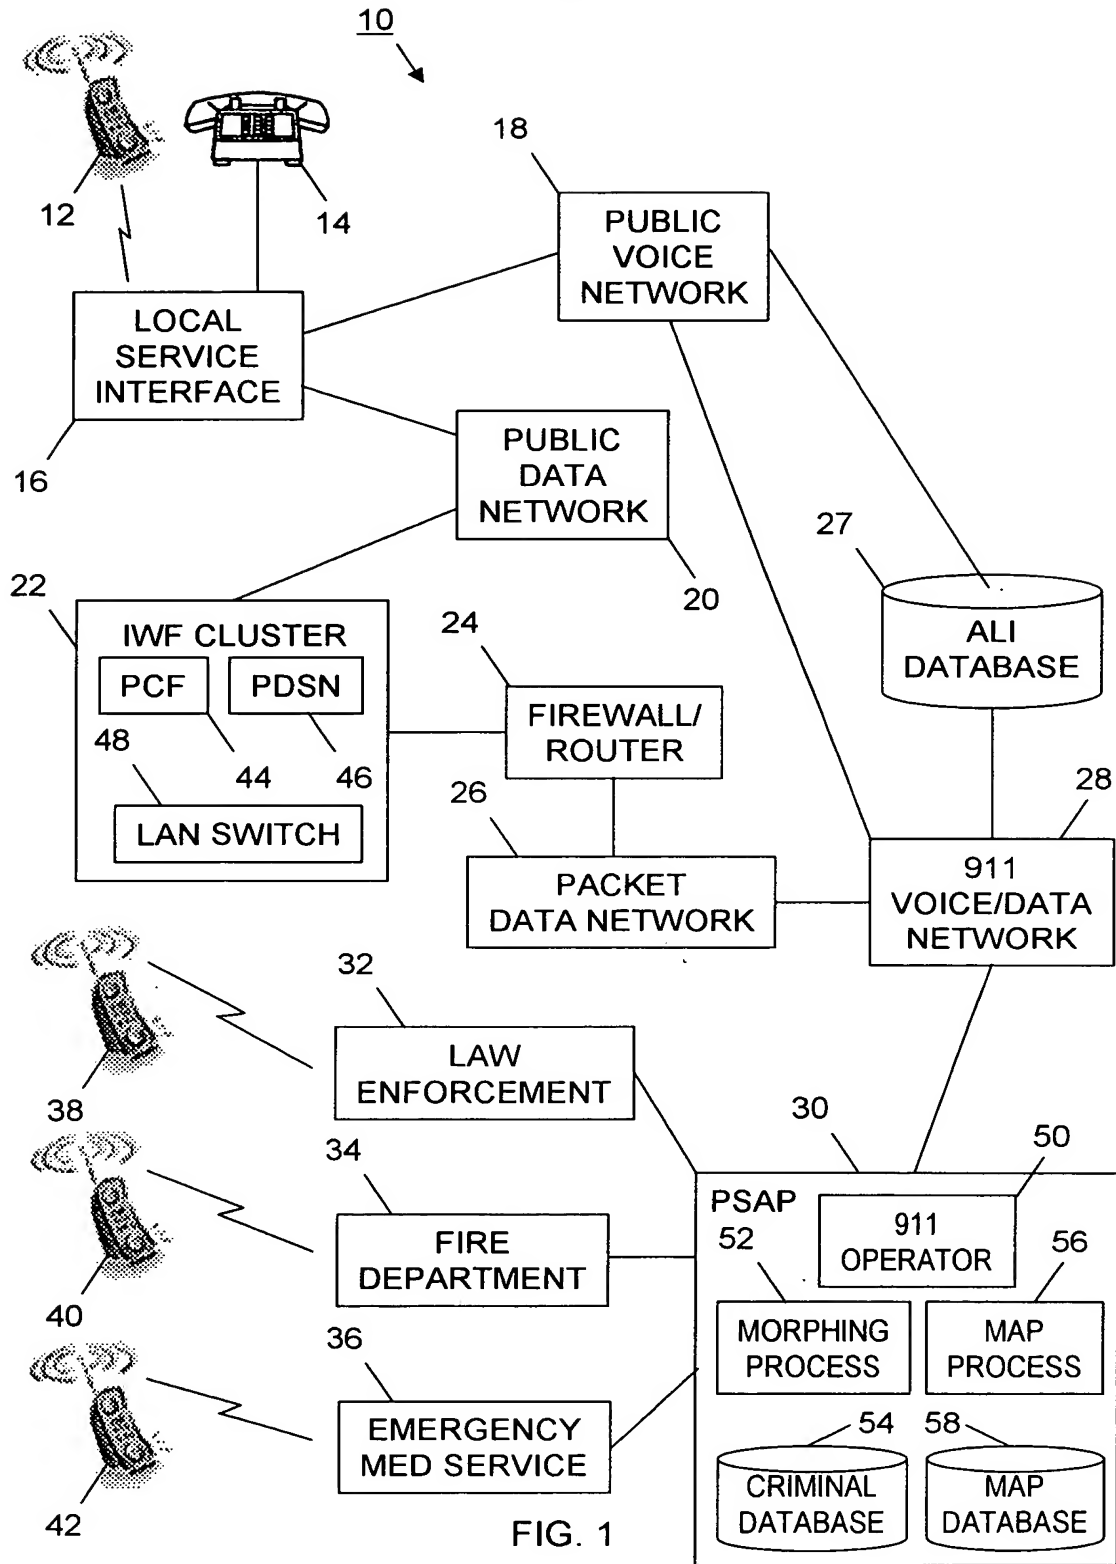 10
12
14
18
PUBLIC
VOICE
NETWORK
LOCAL
SERVICE
INTERFACE
16
PUBLIC
DATA
NETWORK
20
27
ALI
DATABASE
22
IWF CLUSTER
PCF
PDSN
48
44
46
LAN SWITCH
24
FIREWALL/
ROUTER
26
PACKET
DATA NETWORK
28
911
VOICE/DATA
NETWORK
38
32
LAW
ENFORCEMENT
40
34
FIRE
DEPARTMENT
42
36
EMERGENCY
MED SERVICE
30
PSAP
50
911
OPERATOR
52
MORPHING
PROCESS
56
MAP
PROCESS
54
CRIMINAL
DATABASE
58
MAP
DATABASE
FIG. 1